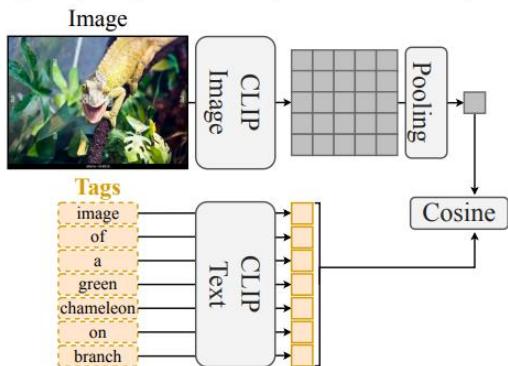 Image
CLIP
Image
Pooling
Tags
Cosine
image
of
a
green
chameleon
on
branch
CLIP
Text